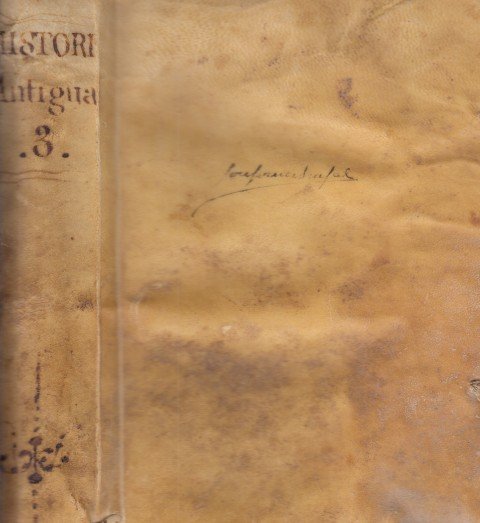 HISTORI
Antigua
.3.